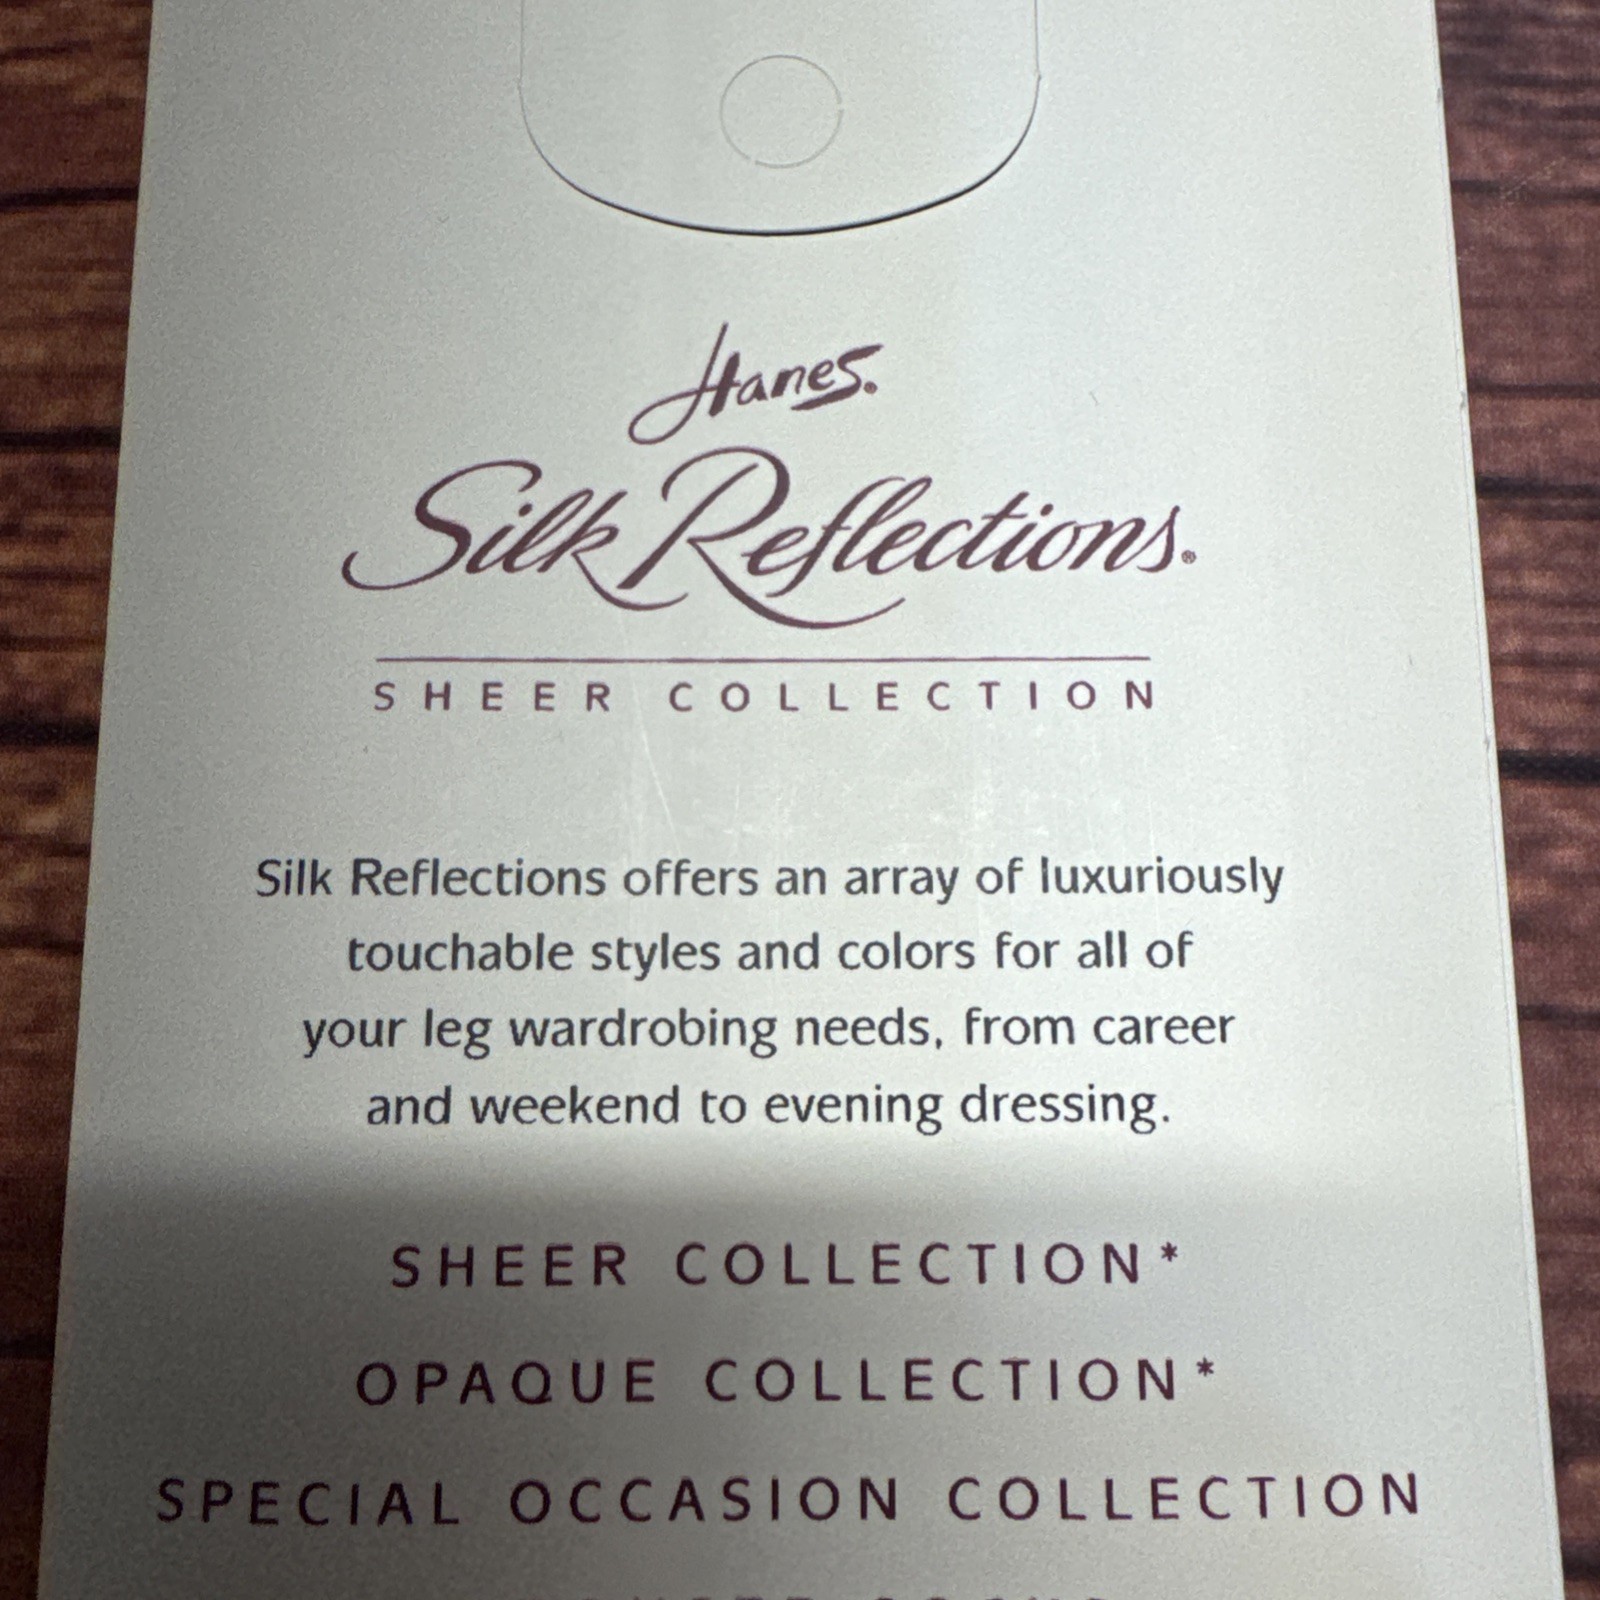 Hanes®
Silk Reflections®
SHEER COLLECTION
Silk Reflections offers an array of luxuriously
touchable styles and colors for all of
your leg wardrobing needs, from career
and weekend to evening dressing.
SHEER COLLECTION*
OPAQUE COLLECTION*
SPECIAL OCCASION COLLECTION